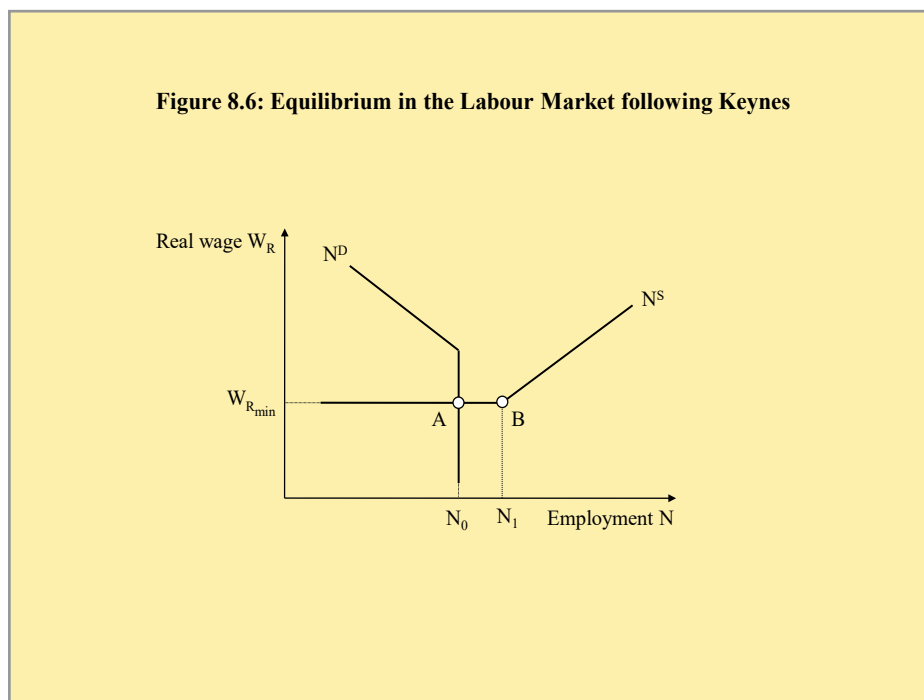 Figure 8.6: Equilibrium in the Labour Market following Keynes
Real wage W_R
N^D
N^S
W_R_min
A
B
N_0
N_1
Employment N